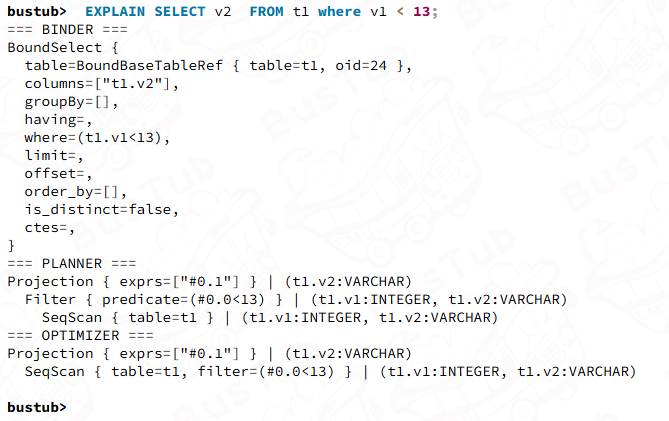 bustub> EXPLAIN SELECT v2  FROM t1 where v1 < 13;
=== BINDER ===
BoundSelect {
  table=BoundBaseTableRef { table=t1, oid=24 },
  columns=["t1.v2"],
  groupBy=[],
  having=,
  where=(t1.v1<13),
  limit=,
  offset=,
  order_by=[],
  is_distinct=false,
  ctes=,
}
=== PLANNER ===
Projection { exprs=["#0.1"] } | (t1.v2:VARCHAR)
  Filter { predicate=(#0.0<13) } | (t1.v1:INTEGER, t1.v2:VARCHAR)
    SeqScan { table=t1 } | (t1.v1:INTEGER, t1.v2:VARCHAR)
=== OPTIMIZER ===
Projection { exprs=["#0.1"] } | (t1.v2:VARCHAR)
  SeqScan { table=t1, filter=(#0.0<13) } | (t1.v1:INTEGER, t1.v2:VARCHAR)
bustub>